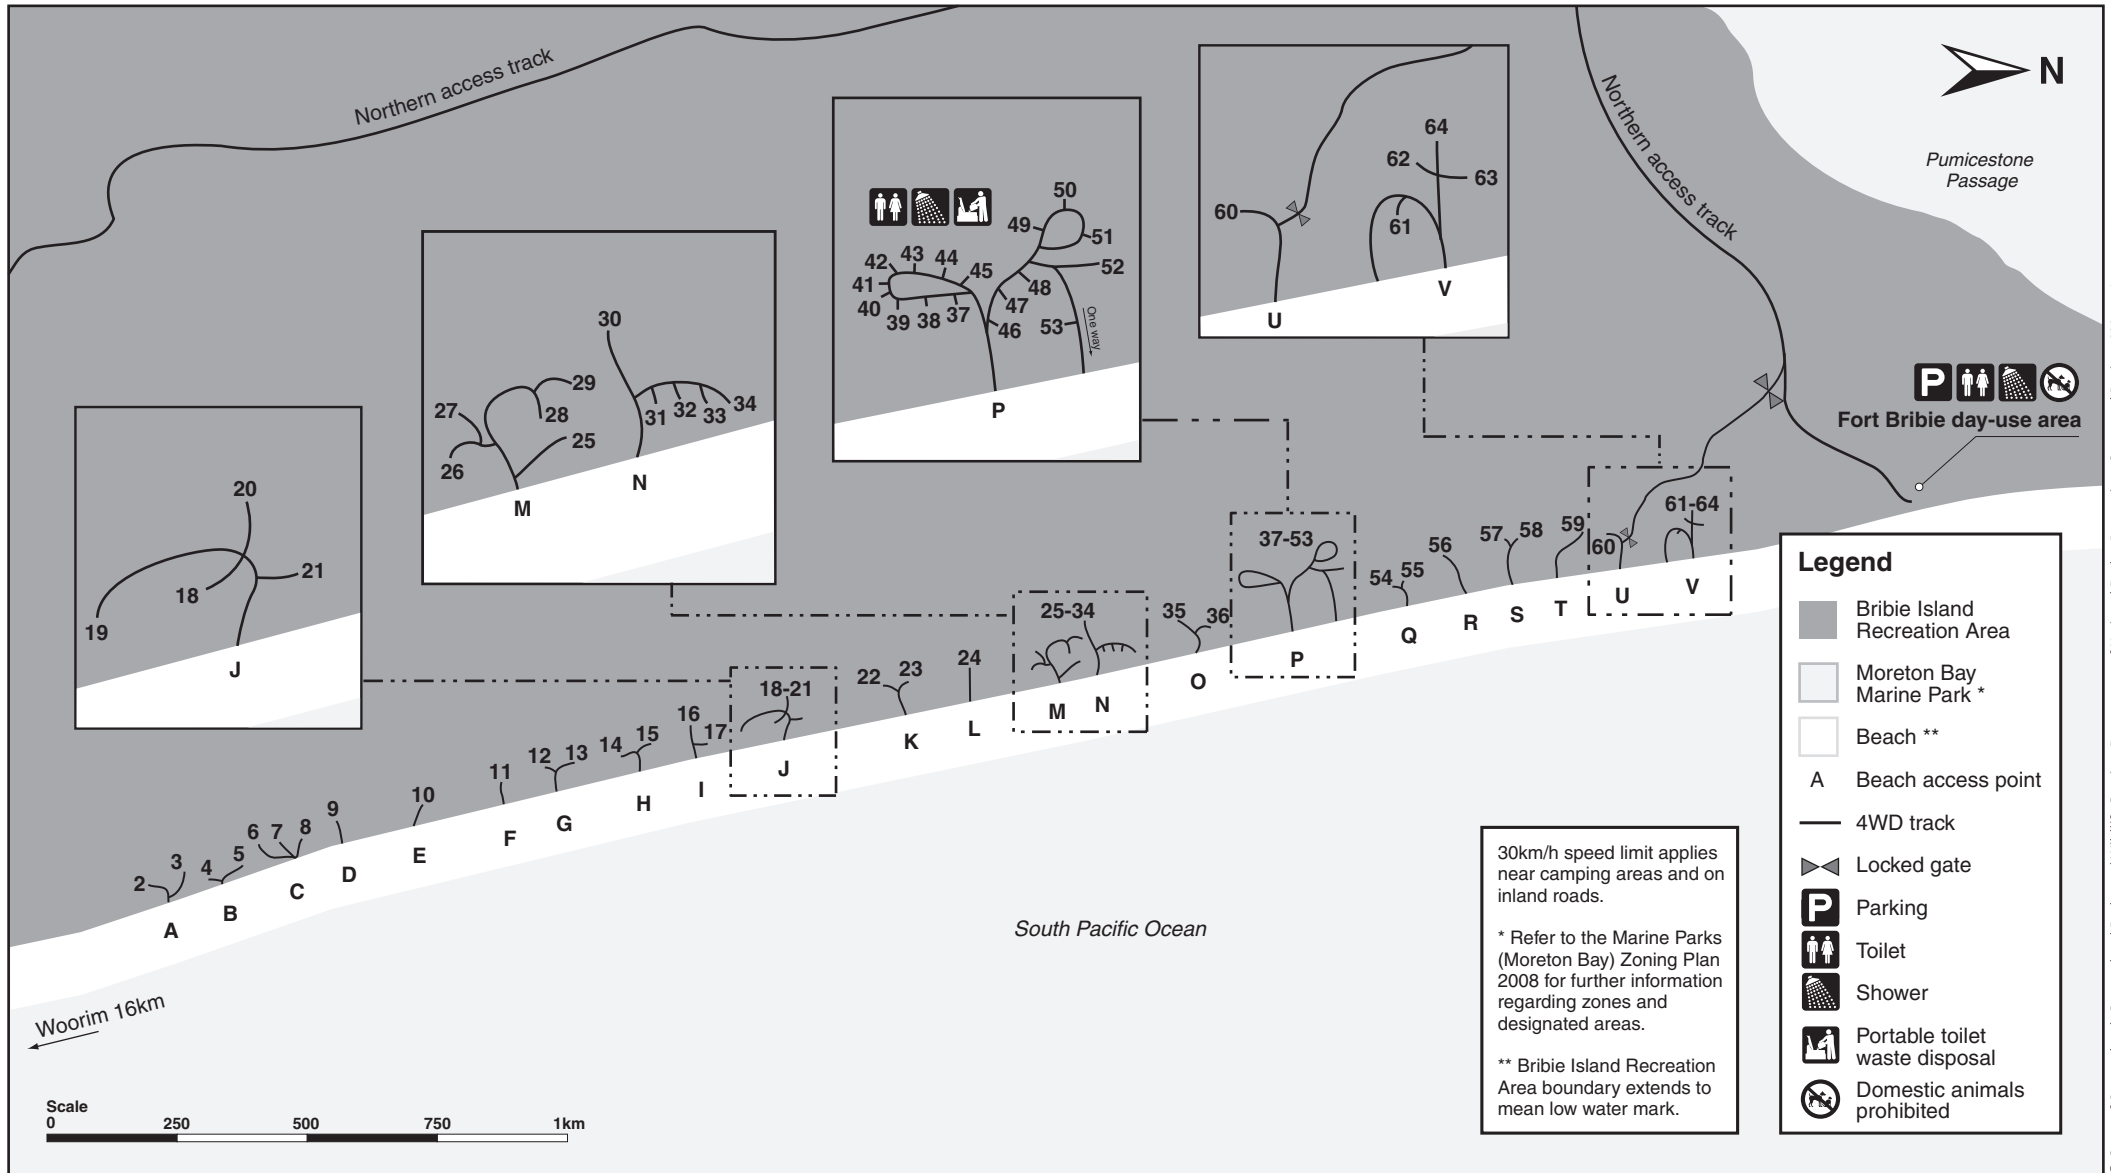 Northern access track
Northern access track
N
Pumicestone
Passage
64
62
63
60
61
V
U
50
49
51
42
43
44
45
52
41
48
40
39
38
37
47
46
53
One way
P
30
29
27
28
31
32
33
34
25
26
N
M
20
21
18
19
J
P
Fort Bribie day-use area
61-64
57
58
59
60
37-53
56
54
55
25-34
35
36
22
23
24
18-21
16
17
14
15
12
13
11
10
9
6
7
8
5
4
3
2
A
B
C
D
E
F
G
H
I
J
K
L
M
N
O
P
Q
R
S
T
U
V
South Pacific Ocean
Woorim 16km
Scale
0
250
500
750
1km
30km/h speed limit applies
near camping areas and on
inland roads.
* Refer to the Marine Parks
(Moreton Bay) Zoning Plan
2008 for further information
regarding zones and
designated areas.
** Bribie Island Recreation
Area boundary extends to
mean low water mark.
Legend
Bribie Island
Recreation Area
Moreton Bay
Marine Park *
Beach **
A Beach access point
4WD track
Locked gate
P Parking
Toilet
Shower
Portable toilet
waste disposal
Domestic animals
prohibited